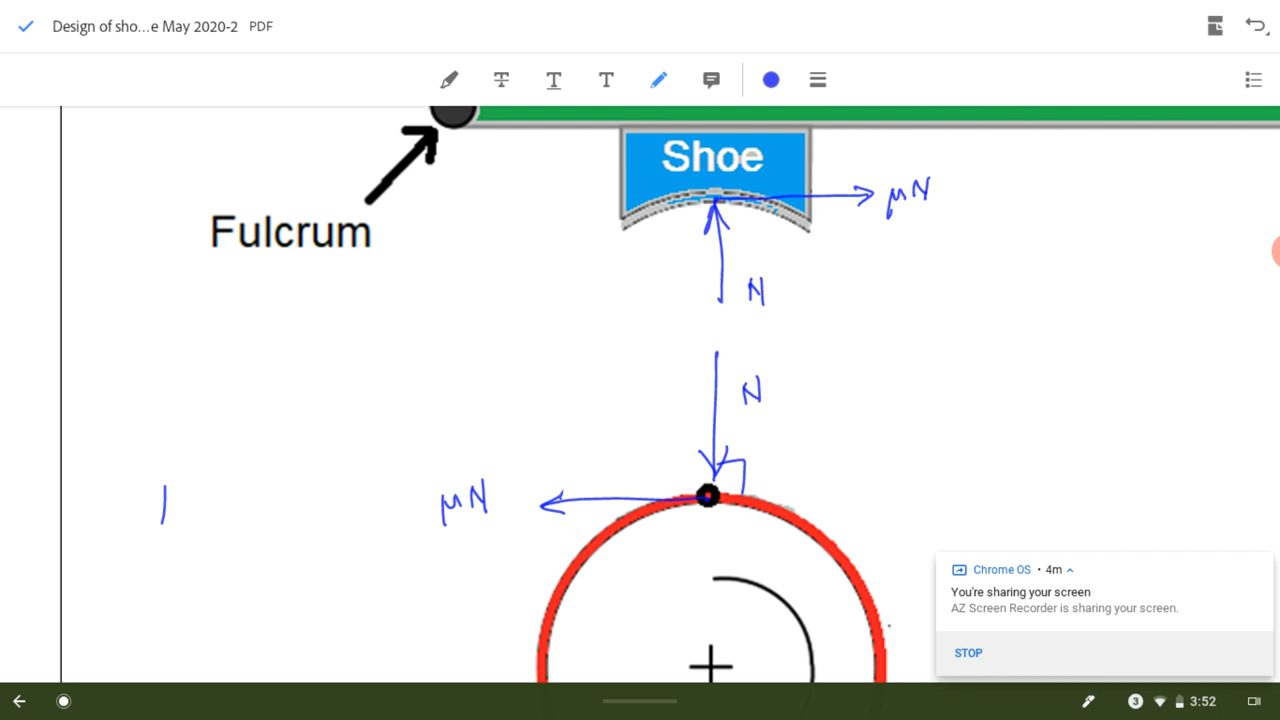 Design of sho...e May 2020-2 PDF
T T T
Shoe
μN
Fulcrum
N
N
μN
Chrome OS • 4m
You're sharing your screen
AZ Screen Recorder is sharing your screen.
STOP
3 3:52